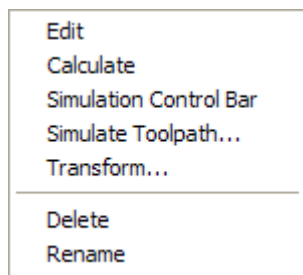 Edit
Calculate
Simulation Control Bar
Simulate Toolpath...
Transform...
Delete
Rename